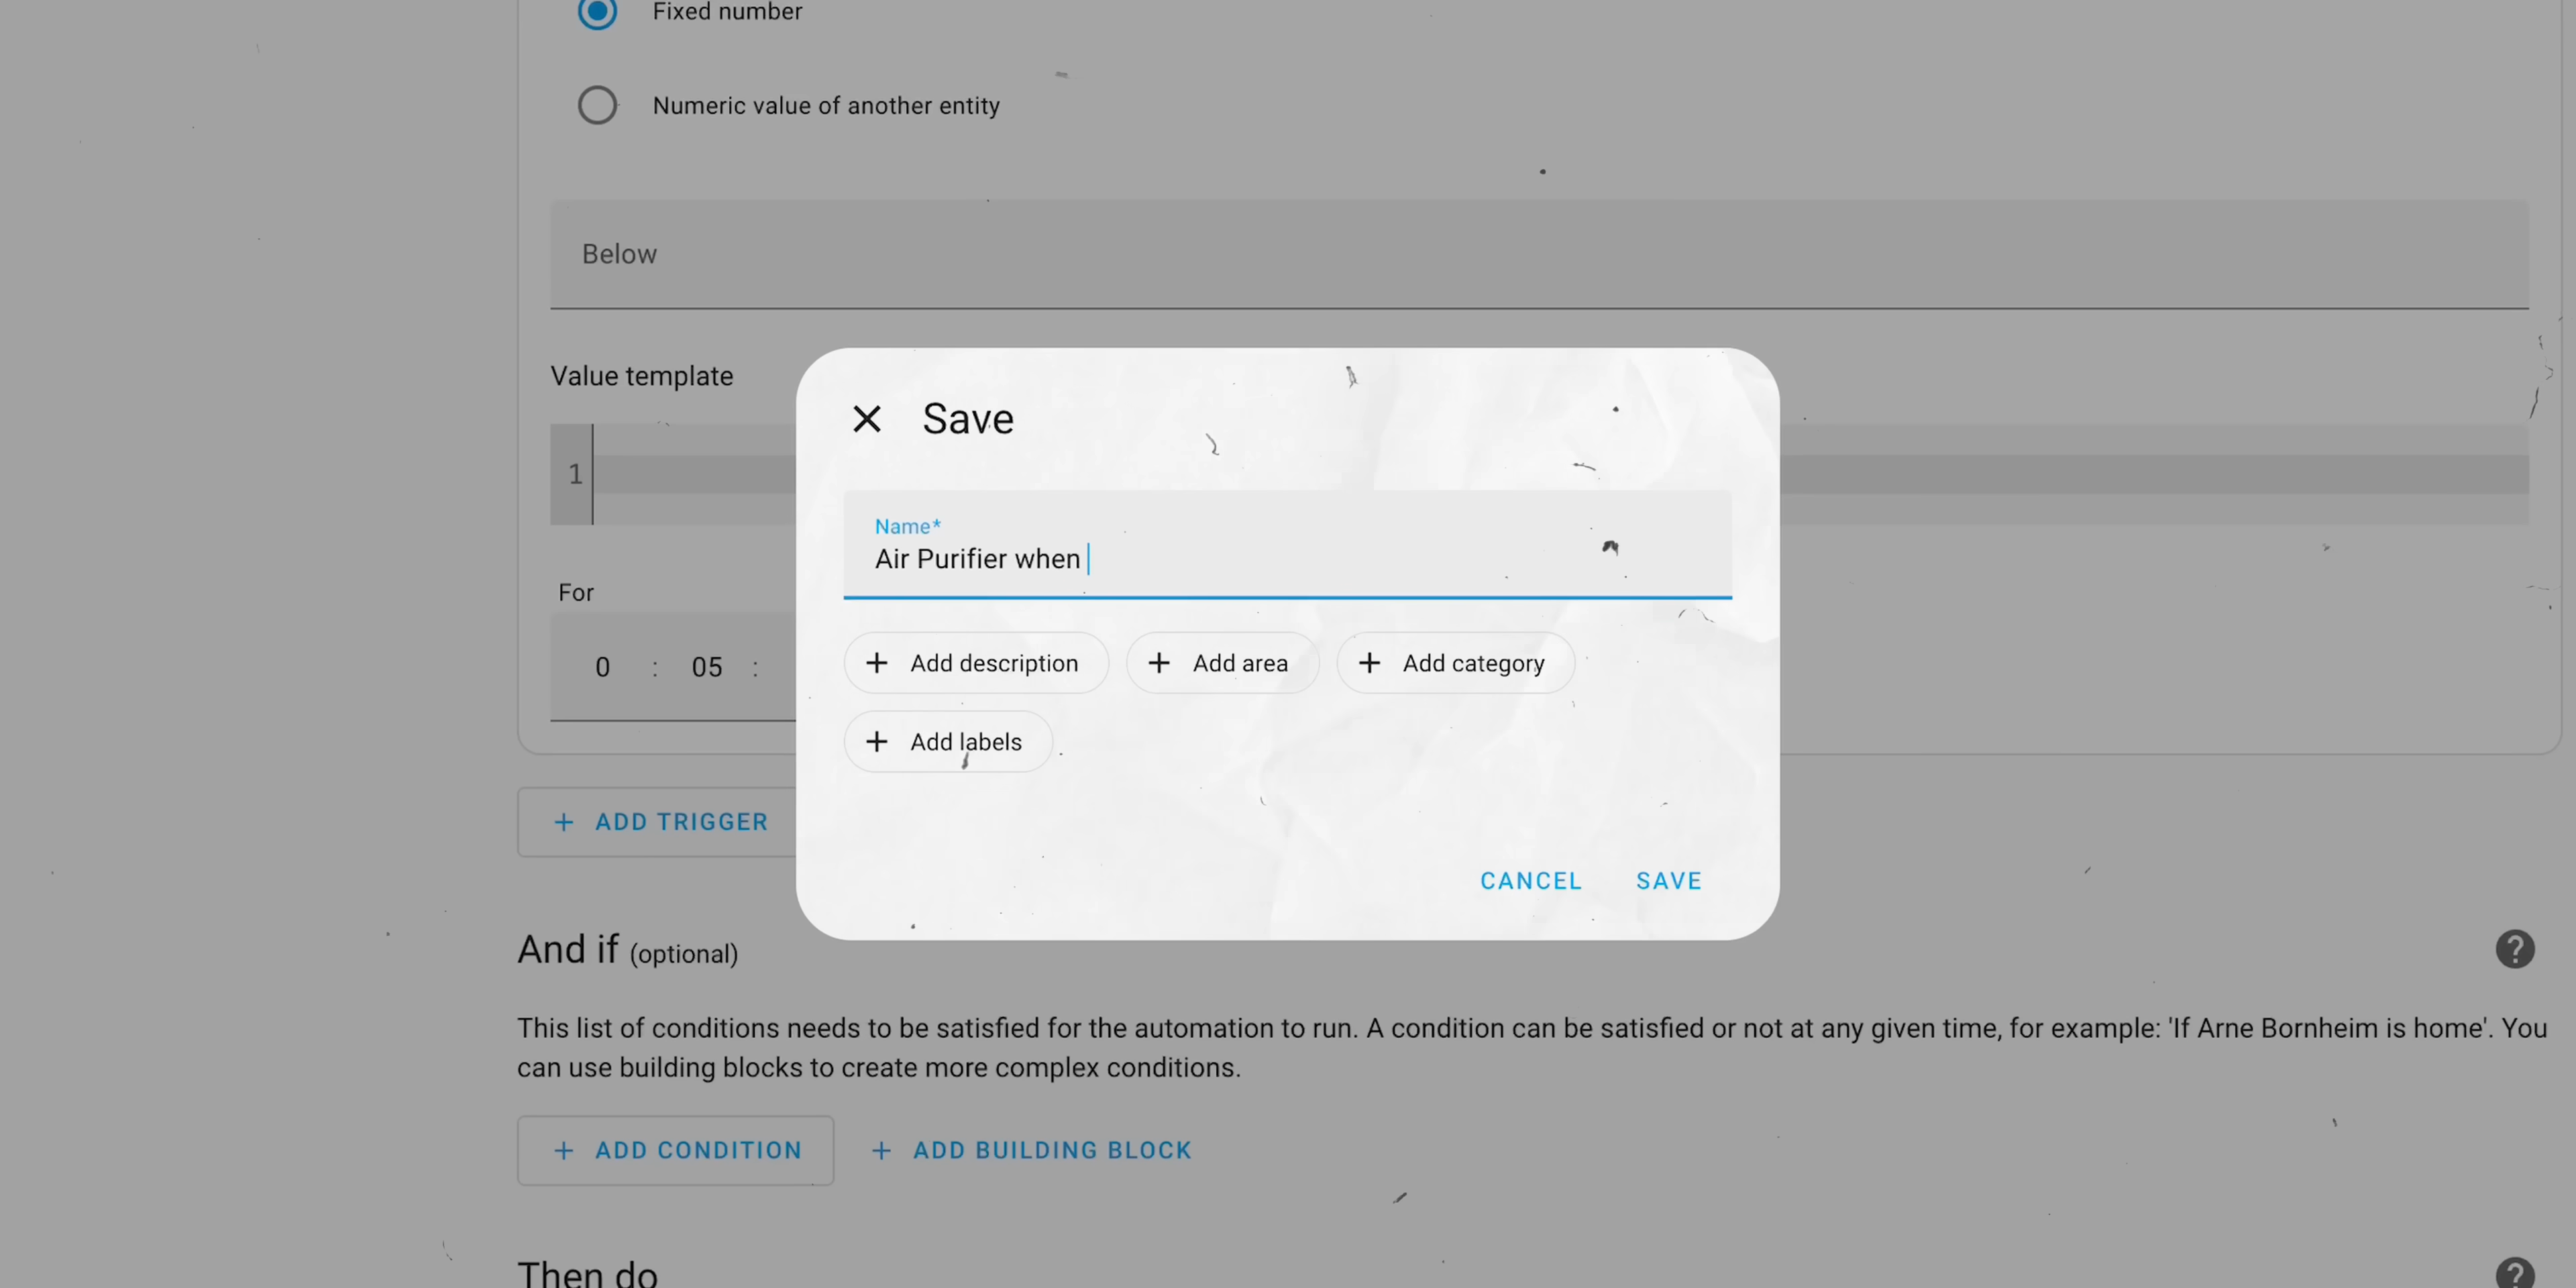 Fixed number
Numeric value of another entity
Below
Value template
1
For
0 : 05 :
Save
Name*
Air Purifier when
Add description
Add area
Add category
Add labels
CANCEL
SAVE
ADD TRIGGER
And if (optional)
This list of conditions needs to be satisfied for the automation to run. A condition can be satisfied or not at any given time, for example: 'If Arne Bornheim is home'. You
can use building blocks to create more complex conditions.
ADD CONDITION
ADD BUILDING BLOCK
Then do